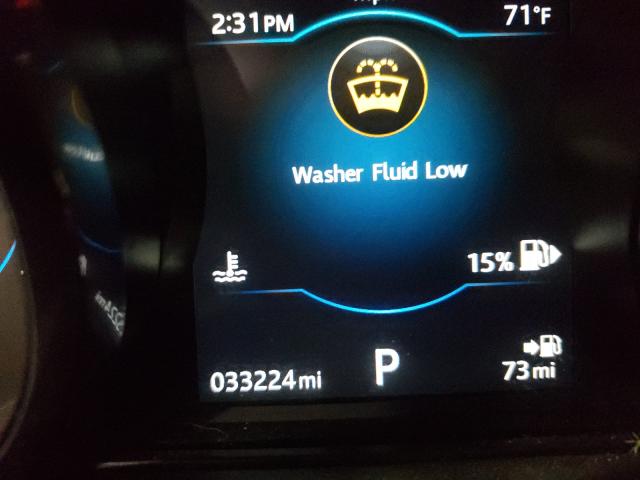 2:31PM 71°F
Washer Fluid Low
15%
P
033224mi 73mi